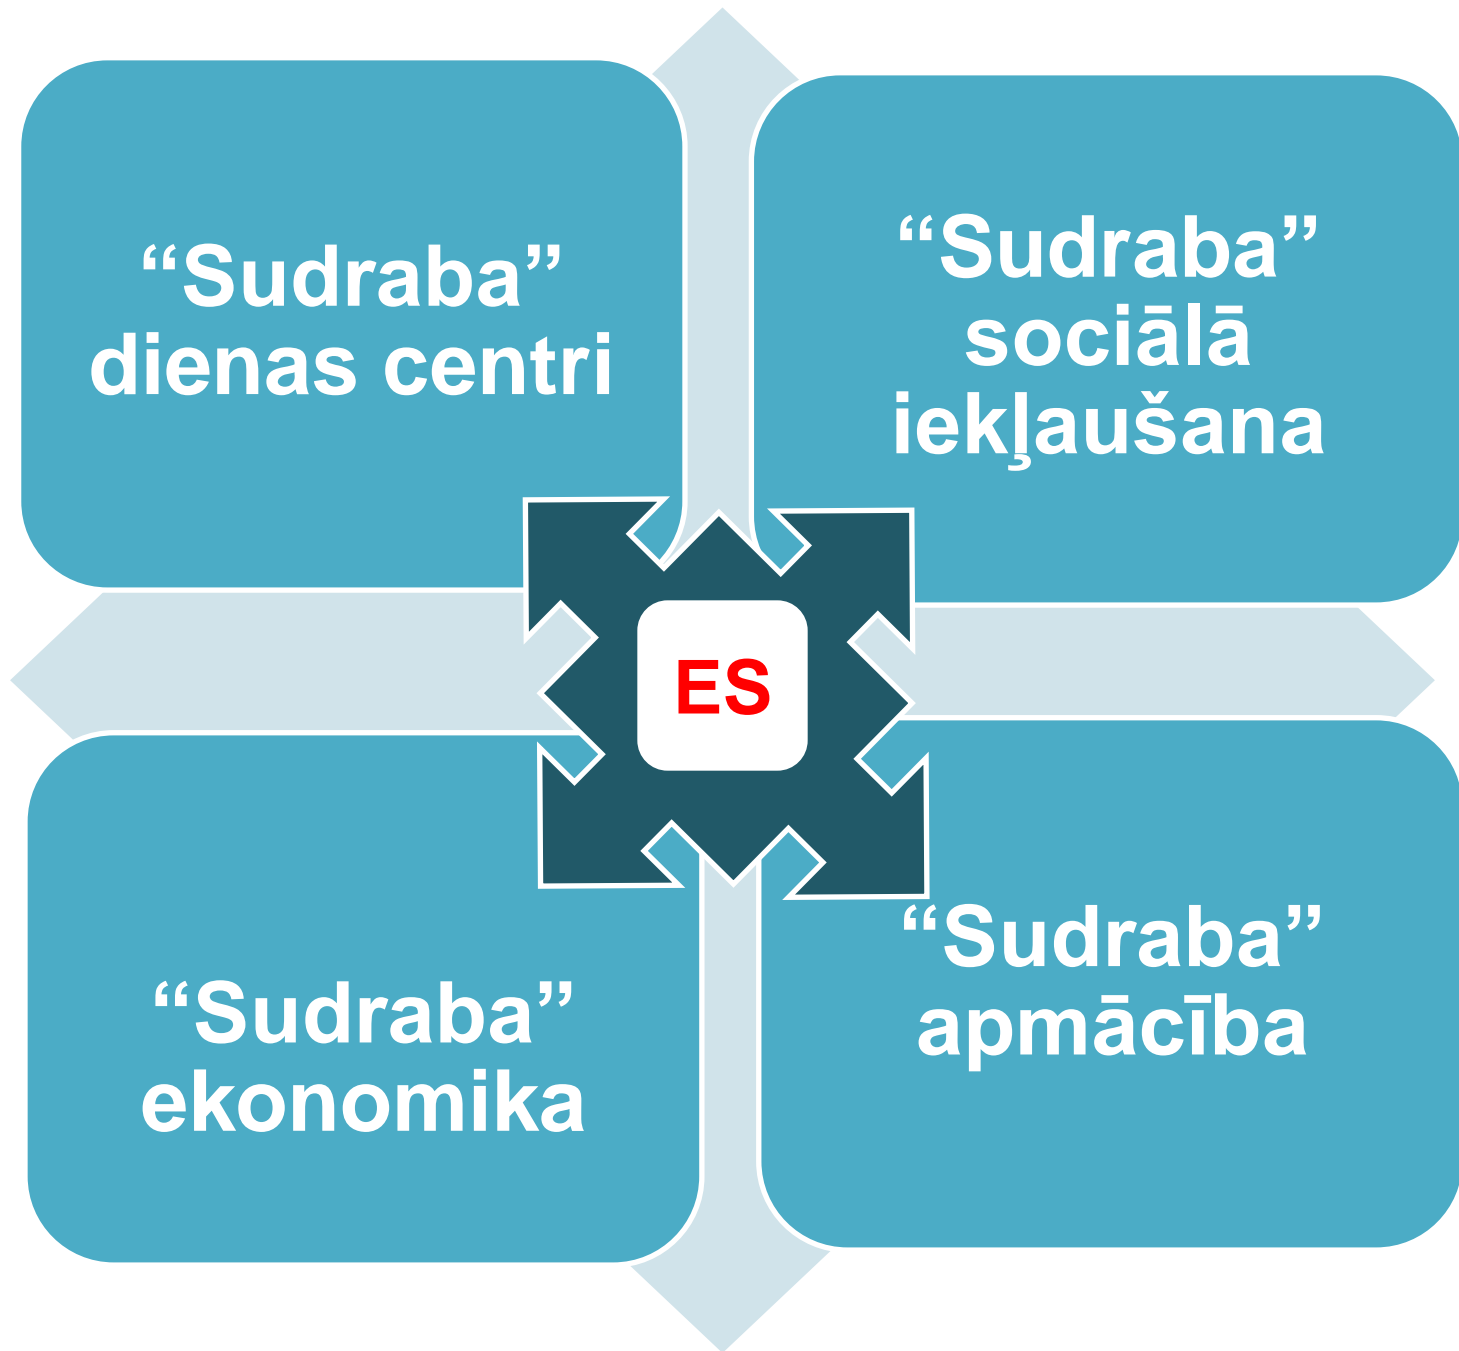 “Sudraba”
dienas centri
“Sudraba”
sociālā
iekļaušana
ES
“Sudraba”
ekonomika
“Sudraba”
apmācība